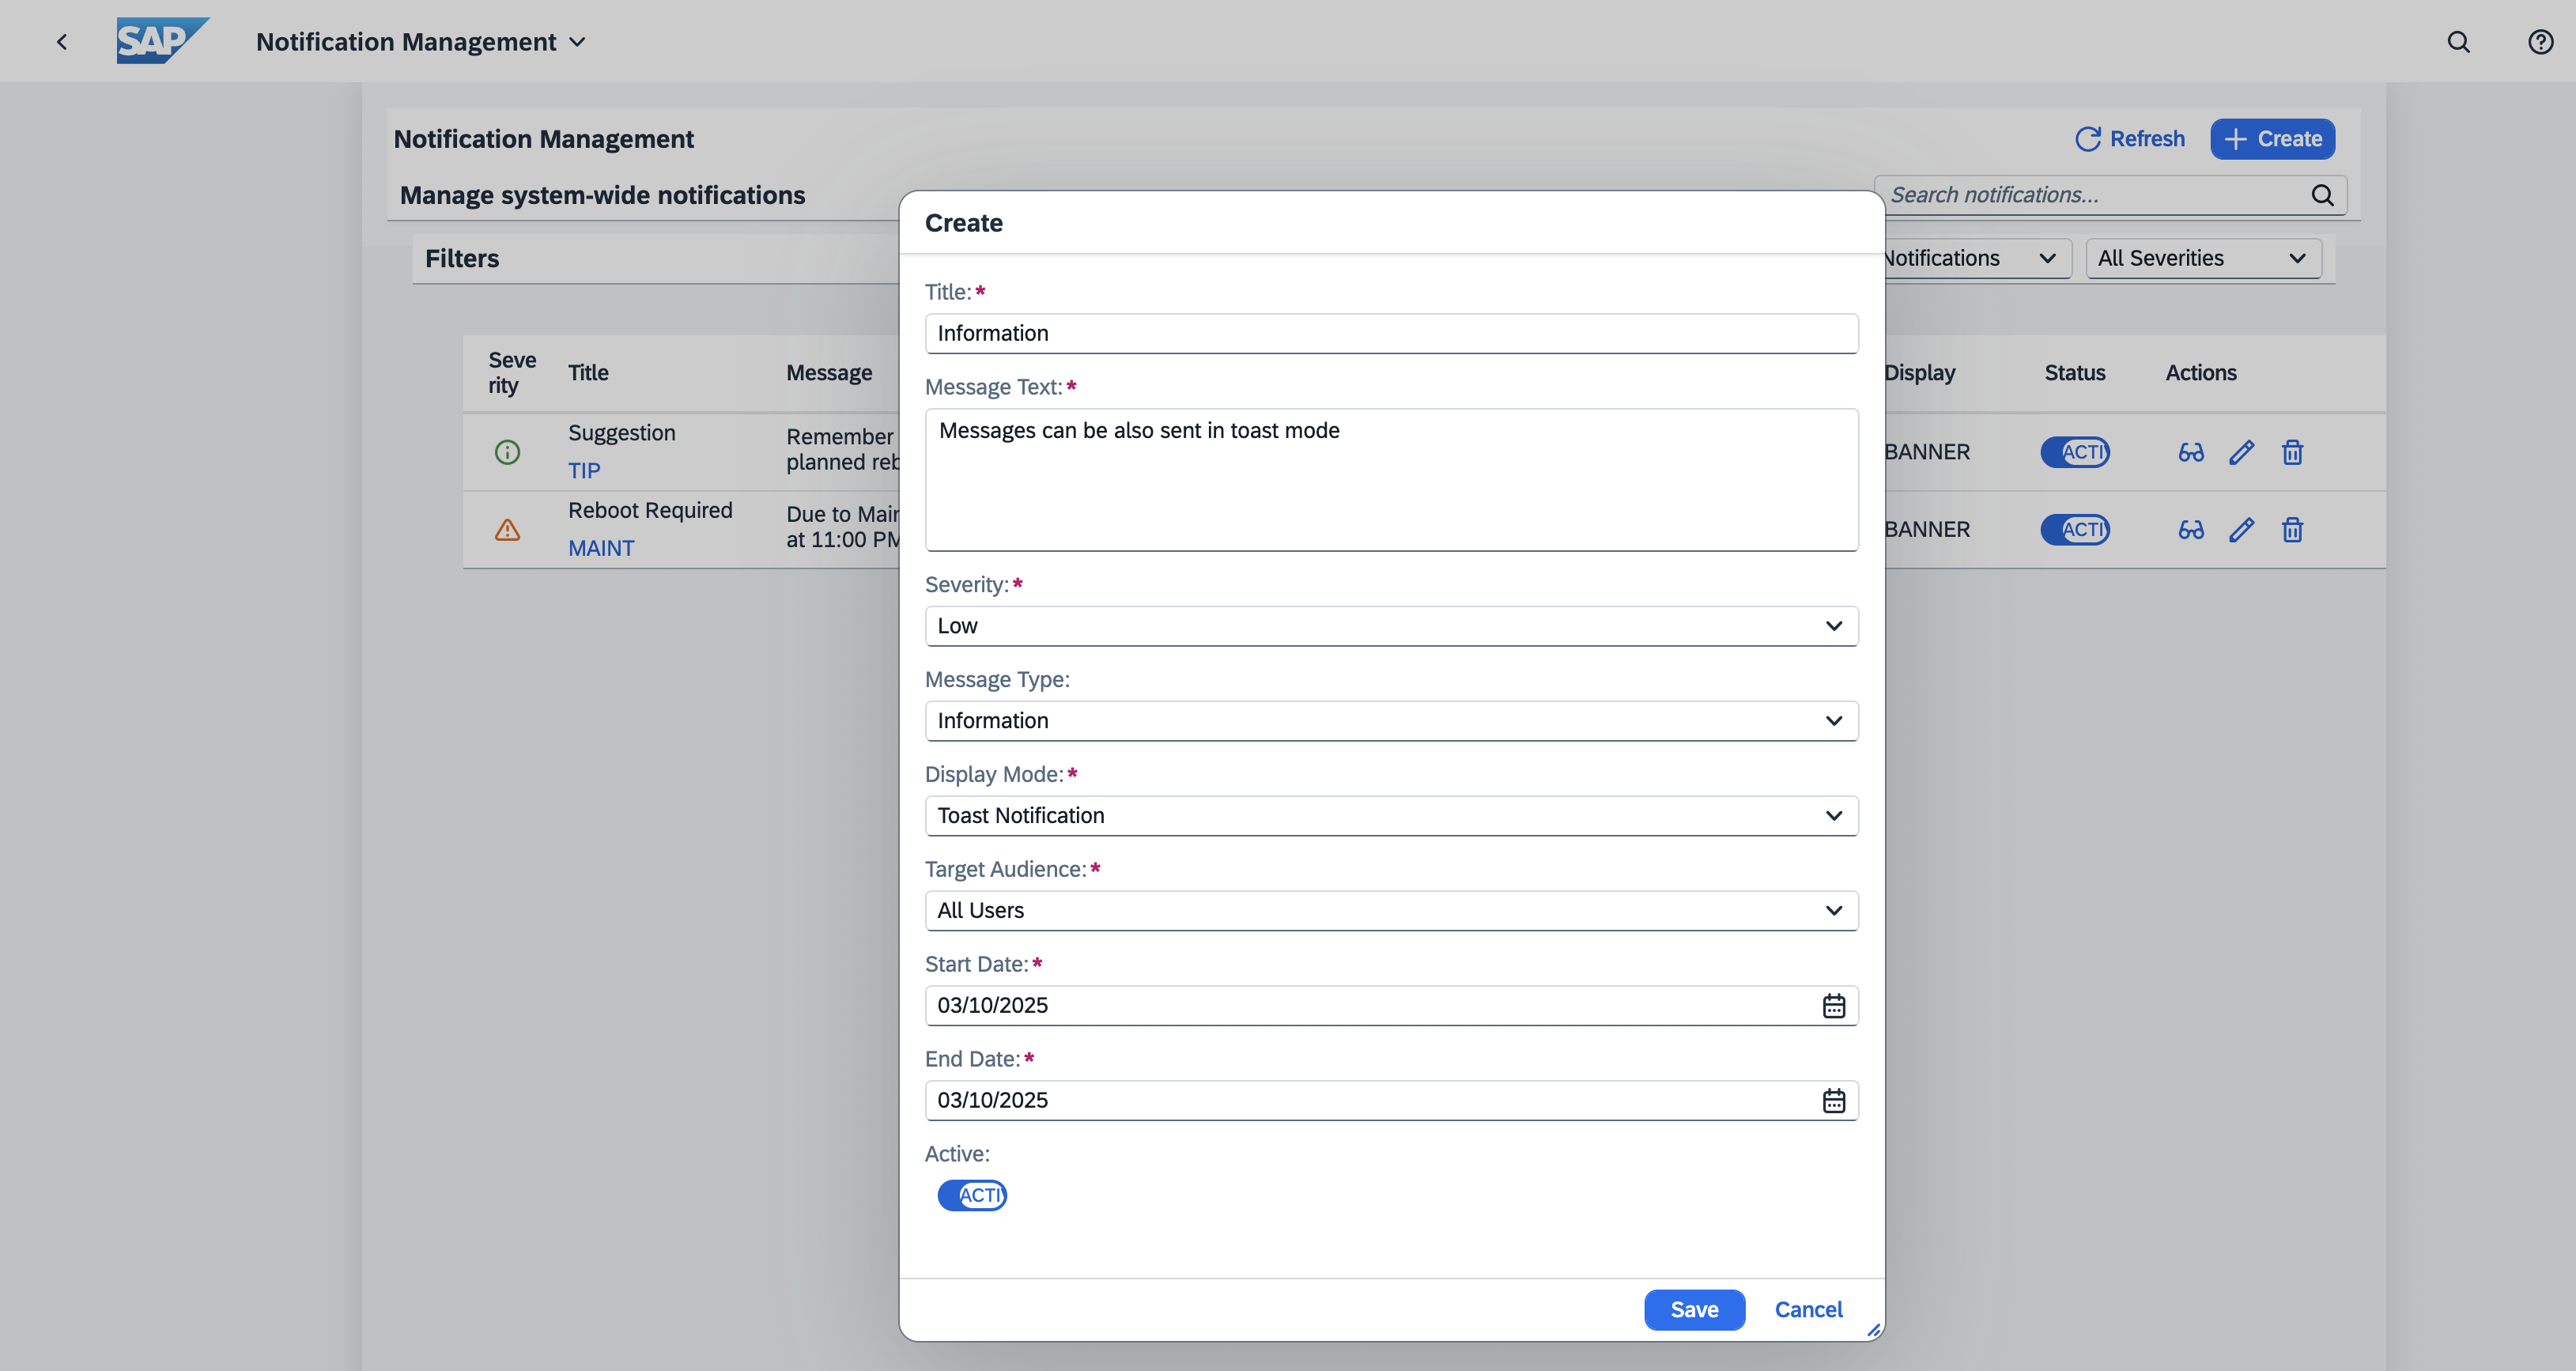 SAP Notification Management
Notification Management
Refresh
Create
Manage system-wide notifications
Search notifications...
Filters
Notifications
All Severities
Seve
rity
Title
Message
Display
Status
Actions
Suggestion
TIP
Remember
planned
BANNER
ACTI
Reboot Required
MAINT
Due to
at 11:00
BANNER
ACTI
Create
Title:*
Information
Message Text:*
Messages can be also sent in toast mode
Severity:*
Low
Message Type:
Information
Display Mode:*
Toast Notification
Target Audience:*
All Users
Start Date:*
03/10/2025
End Date:*
03/10/2025
Active:
ACTI
Save
Cancel